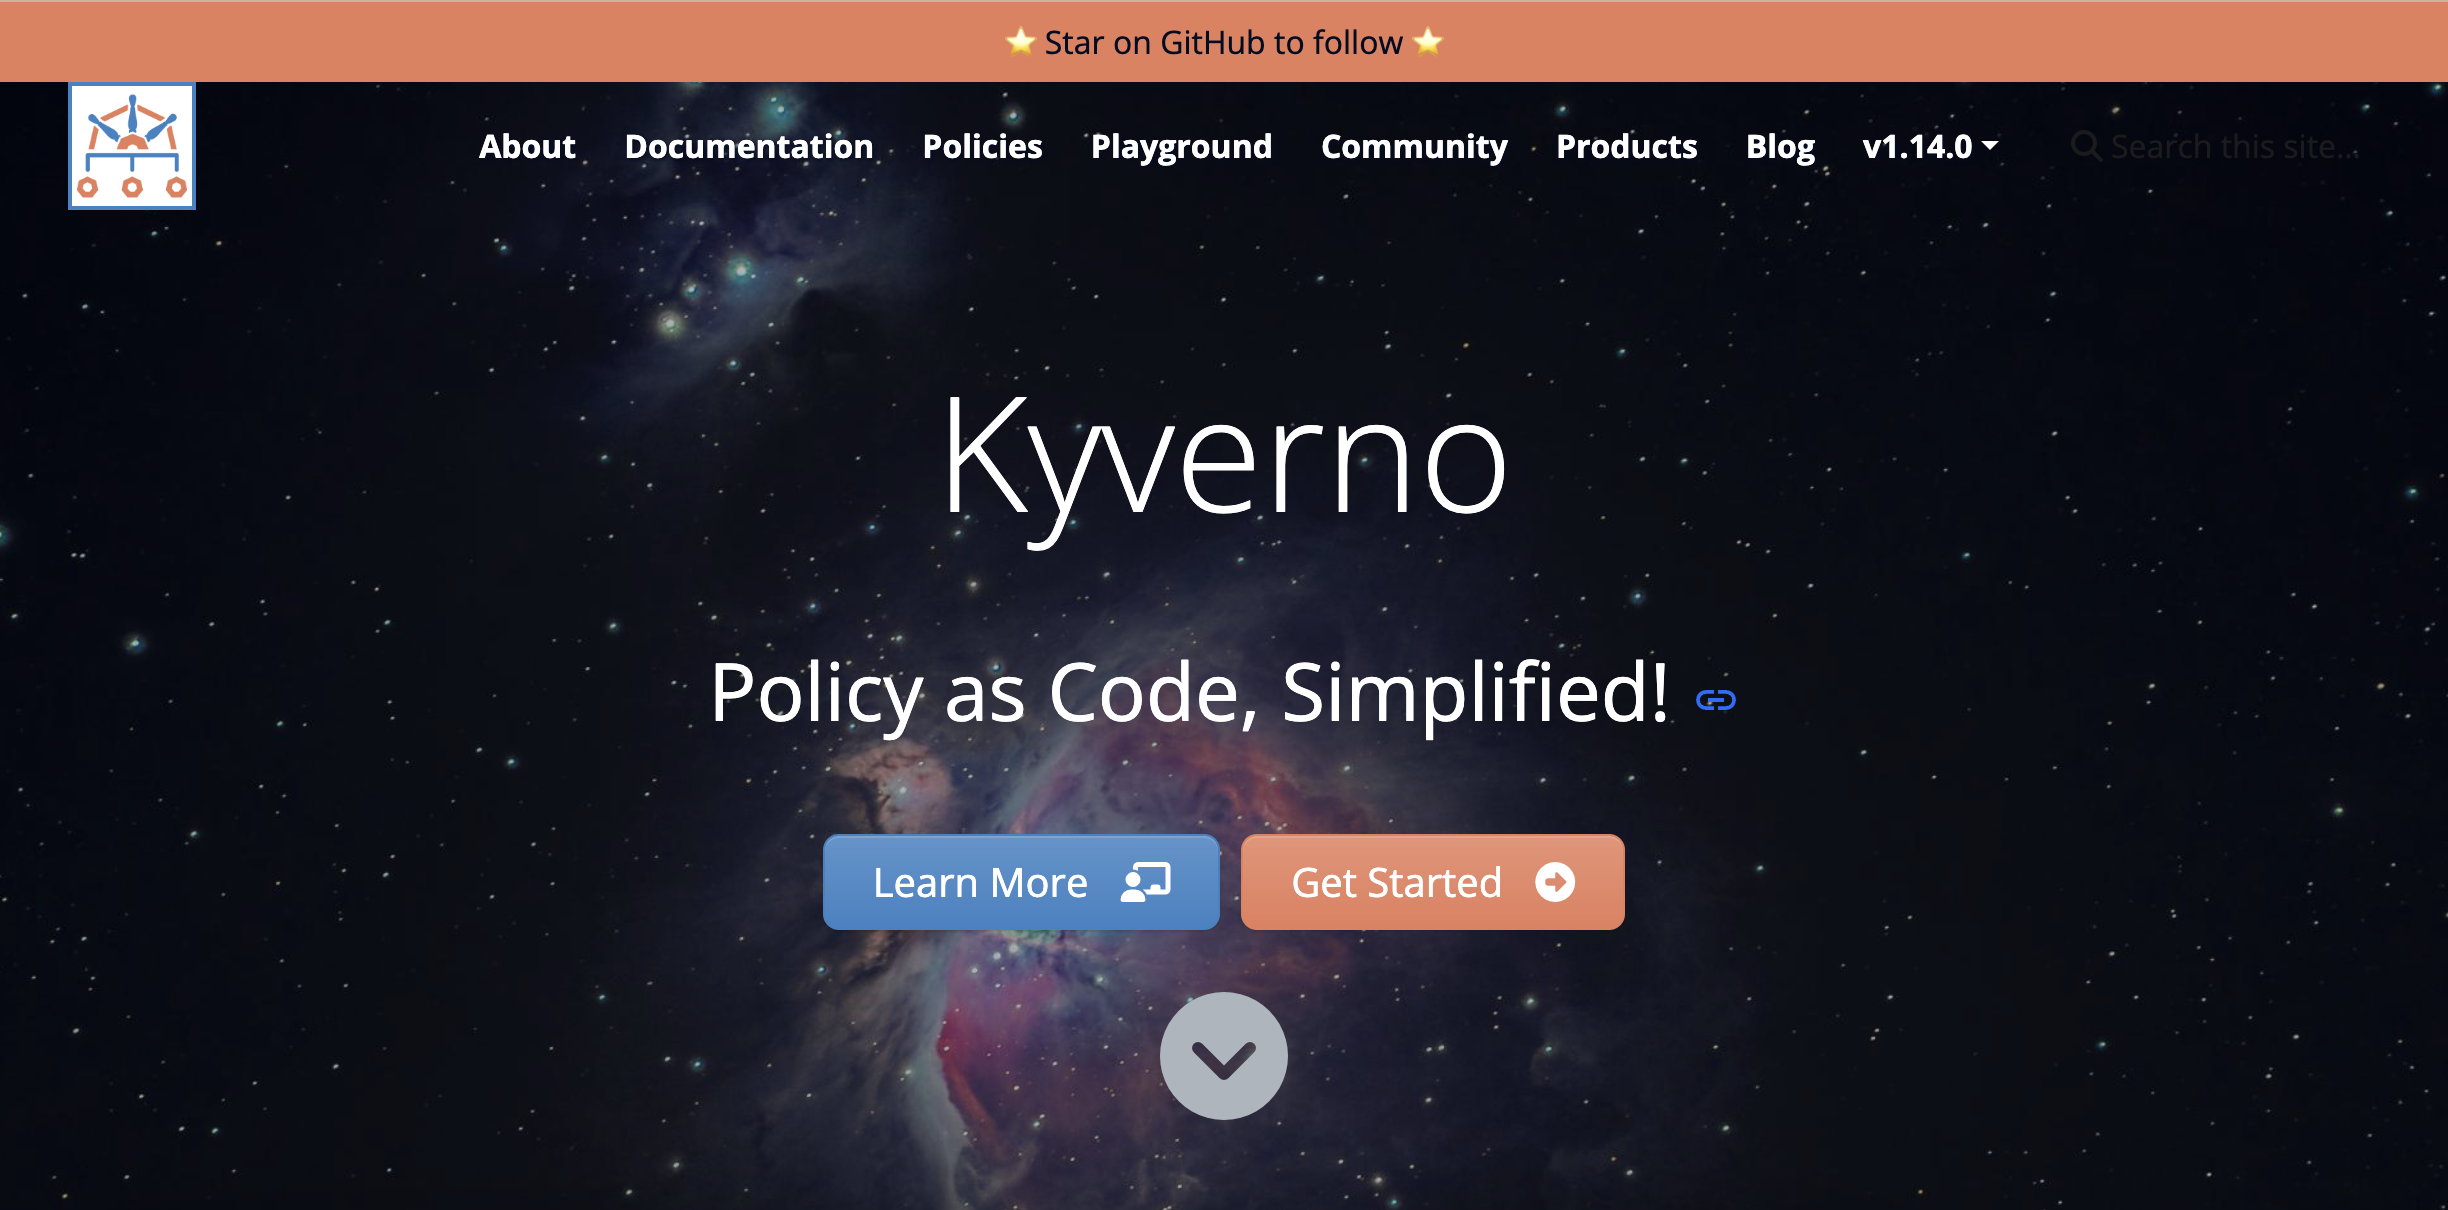 ⭐ Star on GitHub to follow ⭐
About Documentation Policies Playground Community Products Blog v1.14.0 Search this site...
Kyverno
Policy as Code, Simplified!
Learn More Get Started